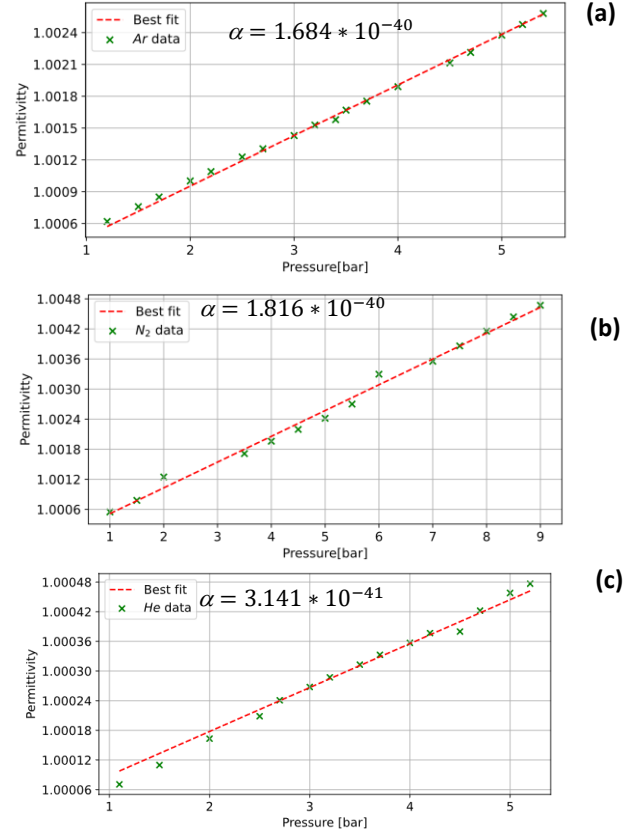 (a)
α = 1.684 * 10⁻⁴⁰
Best fit
Ar data
1.0024
1.0021
1.0018
1.0015
1.0012
1.0009
1.0006
Permitivitty
1 2 3 4 5
Pressure[bar]
(b)
α = 1.816 * 10⁻⁴⁰
Best fit
N₂ data
1.0048
1.0042
1.0036
1.0030
1.0024
1.0018
1.0012
1.0006
Permitivitty
1 2 3 4 5 6 7 8 9
Pressure[bar]
(c)
α = 3.141 * 10⁻⁴¹
Best fit
He data
1.00048
1.00042
1.00036
1.00030
1.00024
1.00018
1.00012
1.00006
Permittivity
1 2 3 4 5
Pressure [bar]